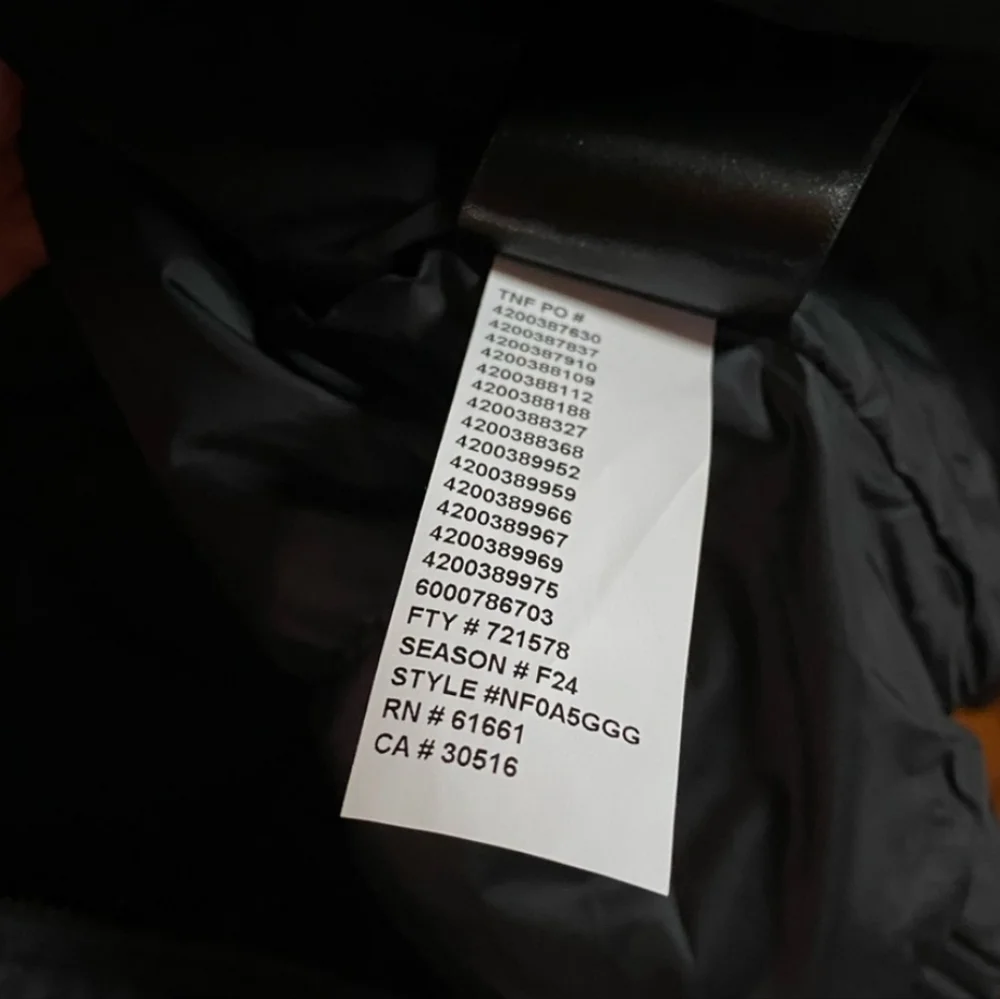 TNF PO #
4200387630
4200387837
4200387910
4200388109
4200388112
4200388188
4200388327
4200388368
4200389952
4200389959
4200389966
4200389967
4200389969
4200389975
6000786703
FTY # 721578
SEASON # F24
STYLE #NF0A5GGG
RN # 61661
CA # 30516